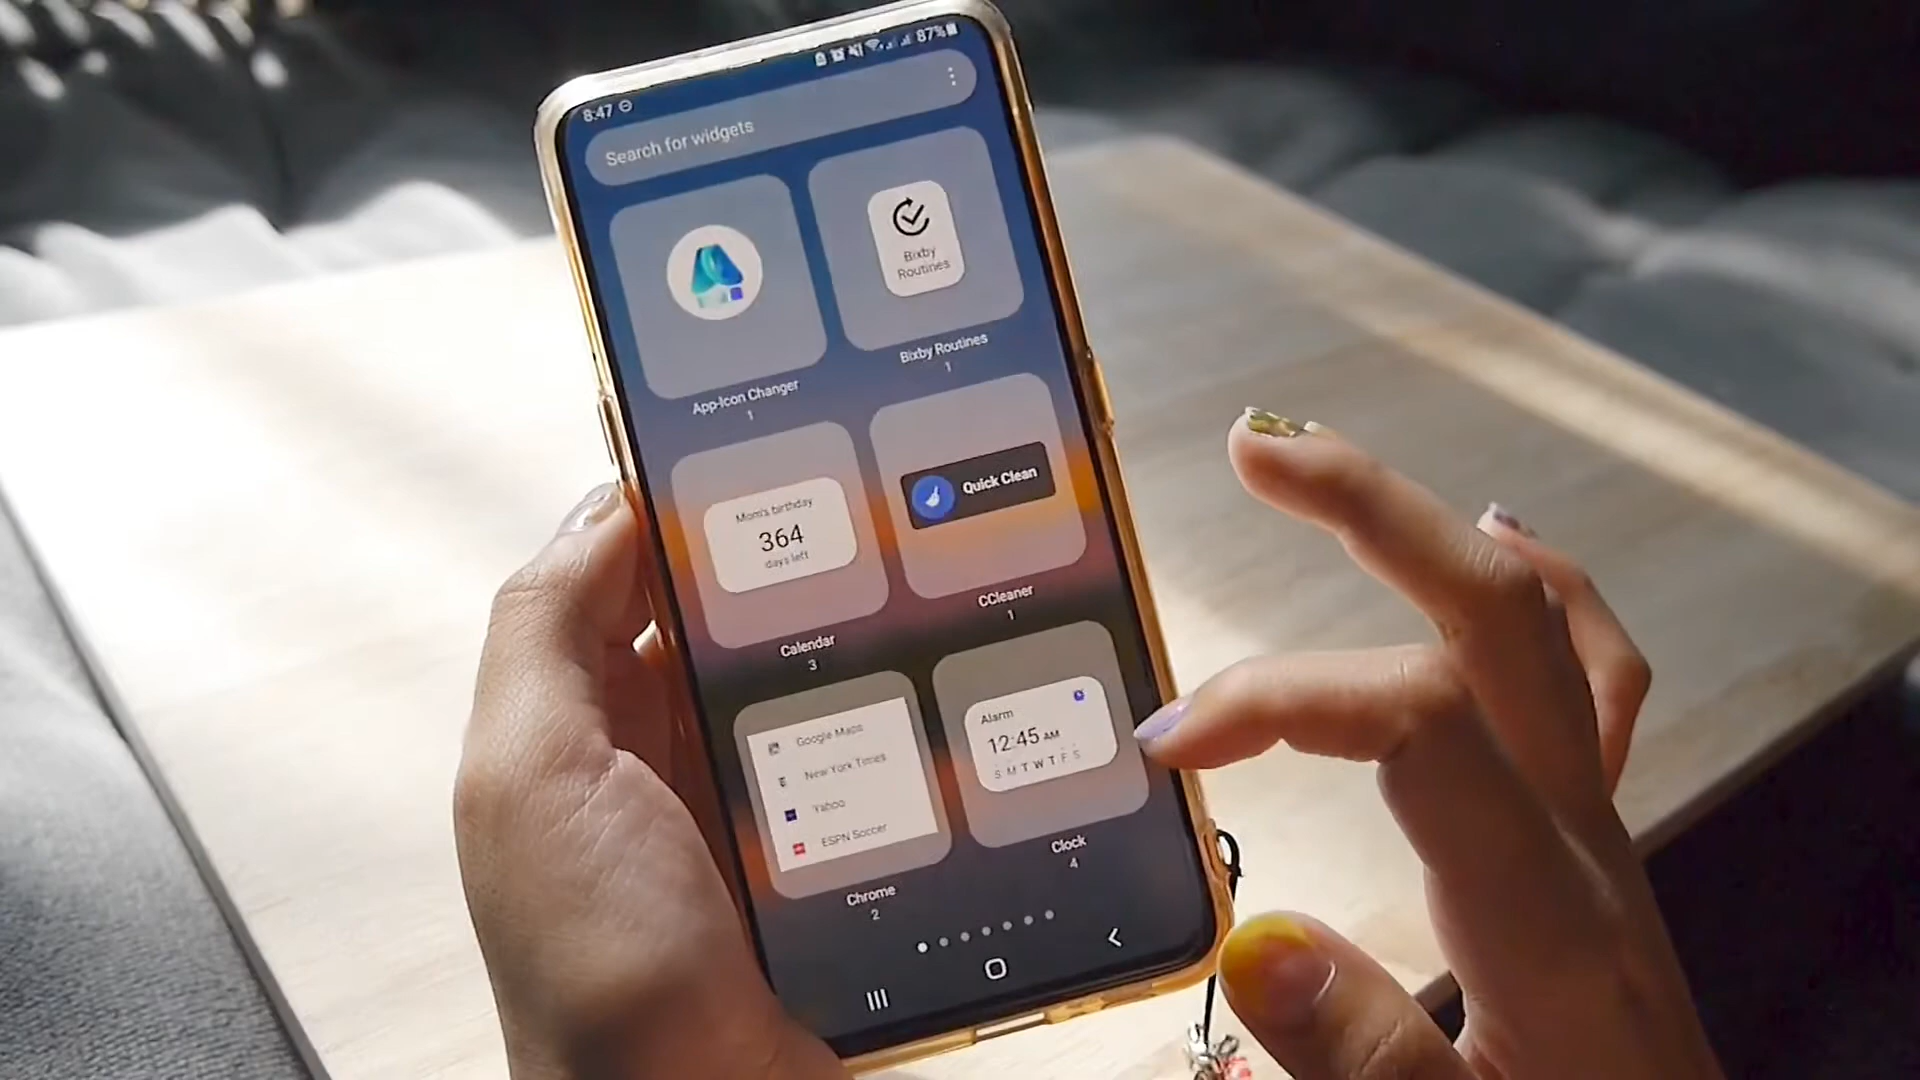 8:47
87%
Search for widgets
Bixby
Routines
App-Icon Changer
1
Bixby Routines
1
Mom's birthday
364
days left
Quick Clean
Calendar
3
CCleaner
1
Google Maps
New York Times
Yahoo
ESPN Soccer
Alarm
12:45 AM
S M T W T F S
Chrome
2
Clock
4